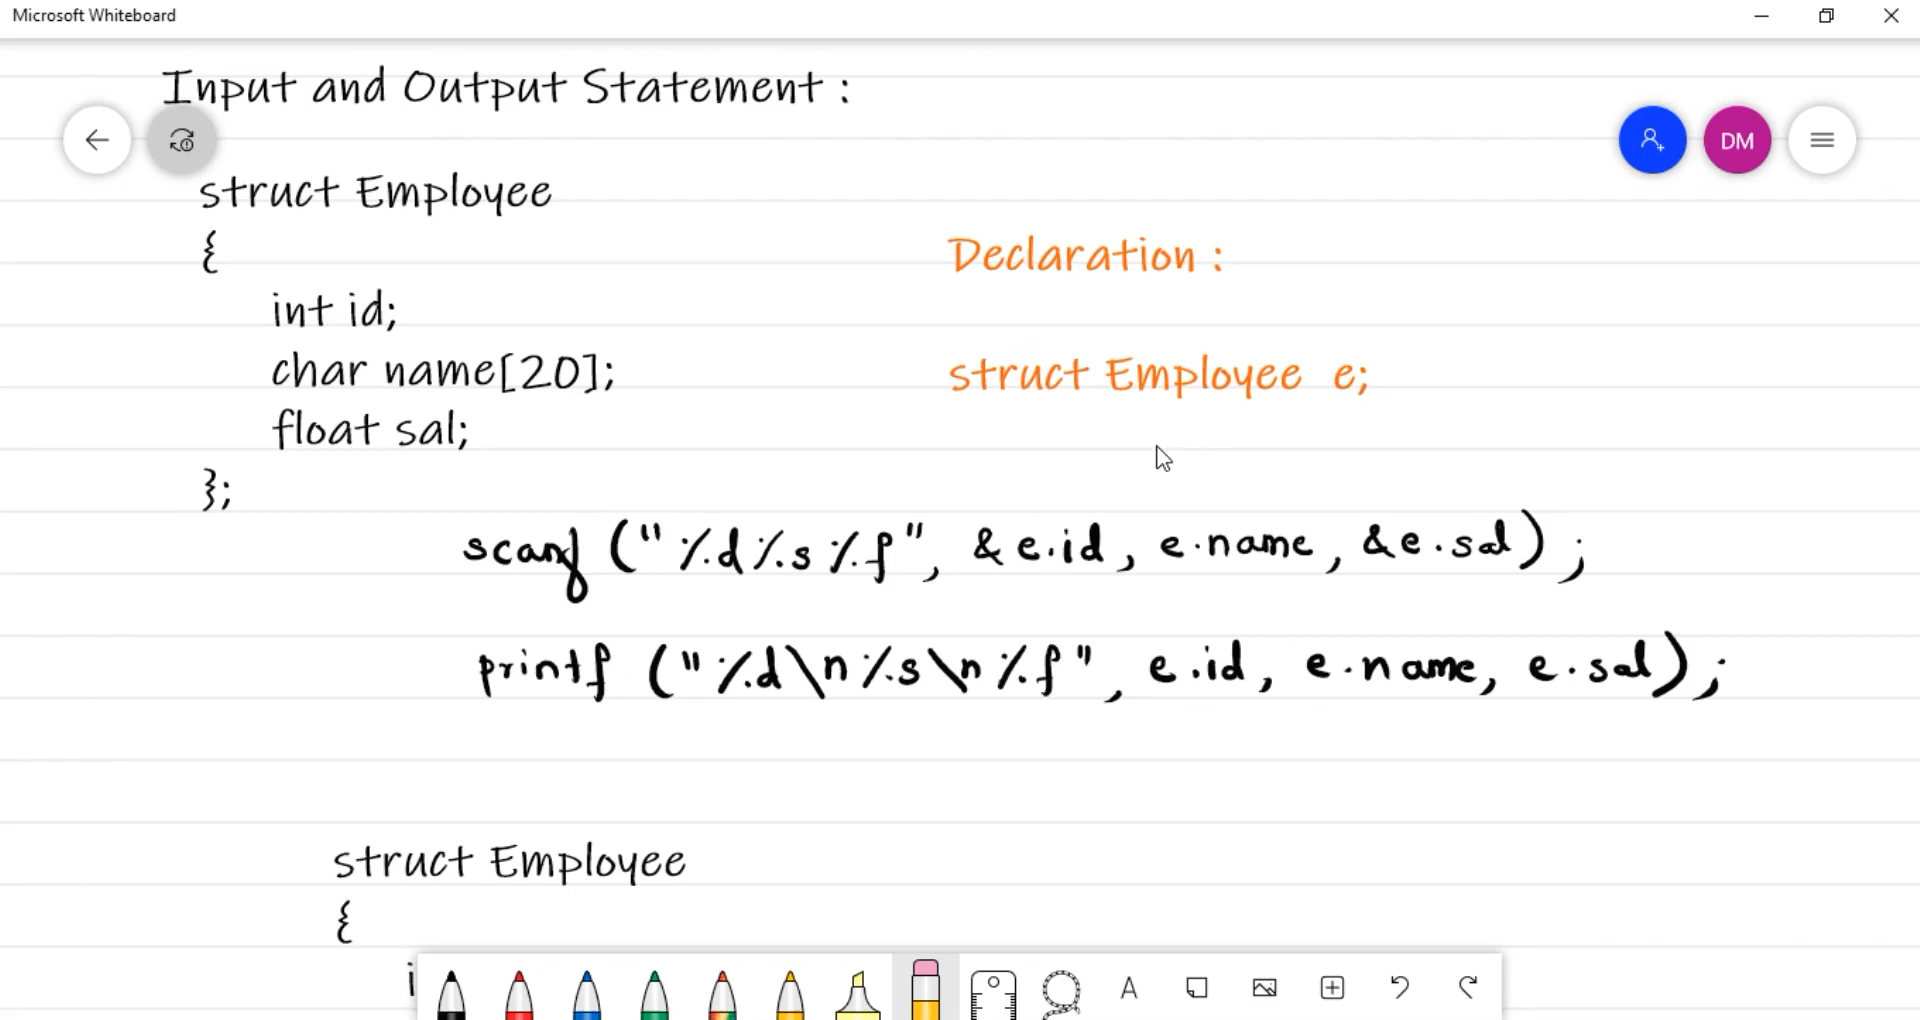 Microsoft Whiteboard
Input and Output Statement :
DM
struct Employee
{
Declaration :
int id;
char name[20];
struct Employee e;
float sal;
};
scanf ("%d%s%f", &e.id, e.name, &e.sal);
printf ("%d\n%s\n%f", e.id, e.name, e.sal);
struct Employee
{
i
A